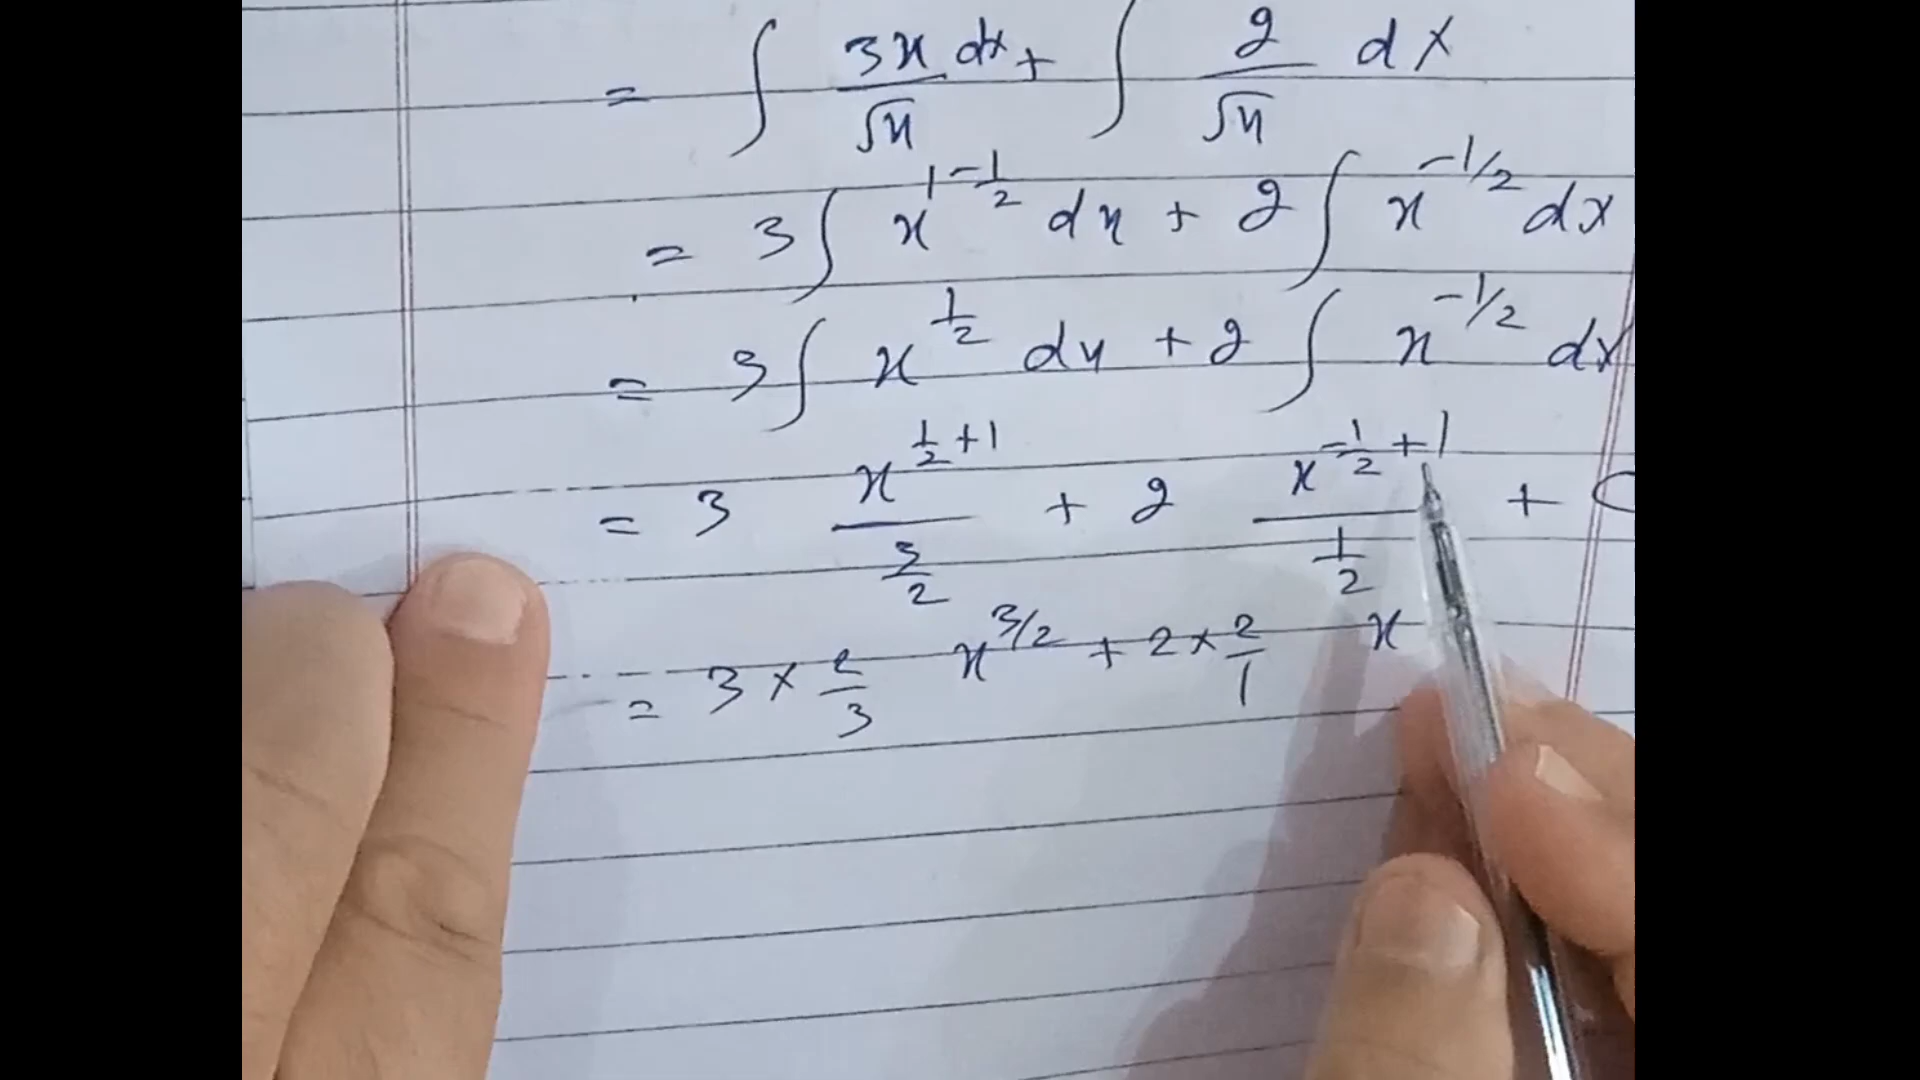 = ∫ 3x/√x dx + ∫ 2/√x dx
= 3∫ x^(1-1/2) dx + 2∫ x^(-1/2) dx
= 3∫ x^(1/2) dx + 2∫ x^(-1/2) dx
= 3 x^(1/2+1)/(3/2) + 2 x^(-1/2+1)/(1/2) + C
= 3 × 2/3 x^(3/2) + 2 × 2/1 x